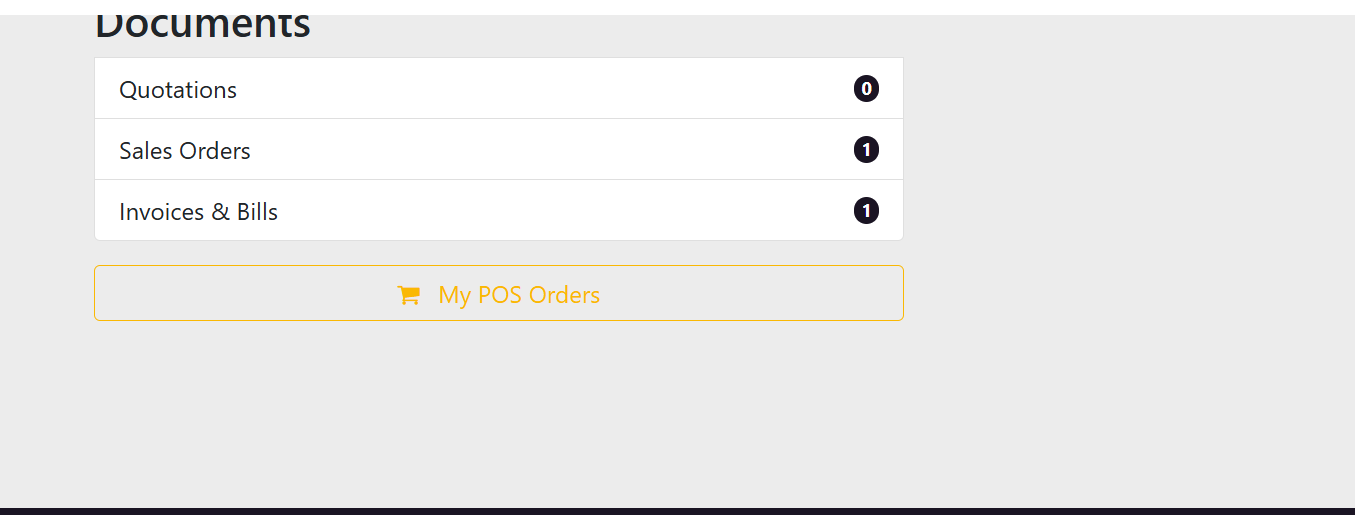 Documents
Quotations 0
Sales Orders 1
Invoices & Bills 1
My POS Orders